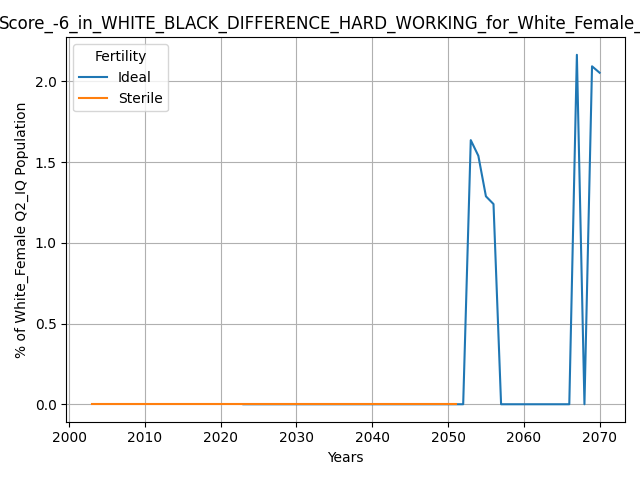 Score_-6_in_WHITE_BLACK_DIFFERENCE_HARD_WORKING_for_White_Female_
Fertility
Ideal
Sterile
2.0
1.5
1.0
0.5
0.0
% of White_Female Q2_IQ Population
2000 2010 2020 2030 2040 2050 2060 2070
Years